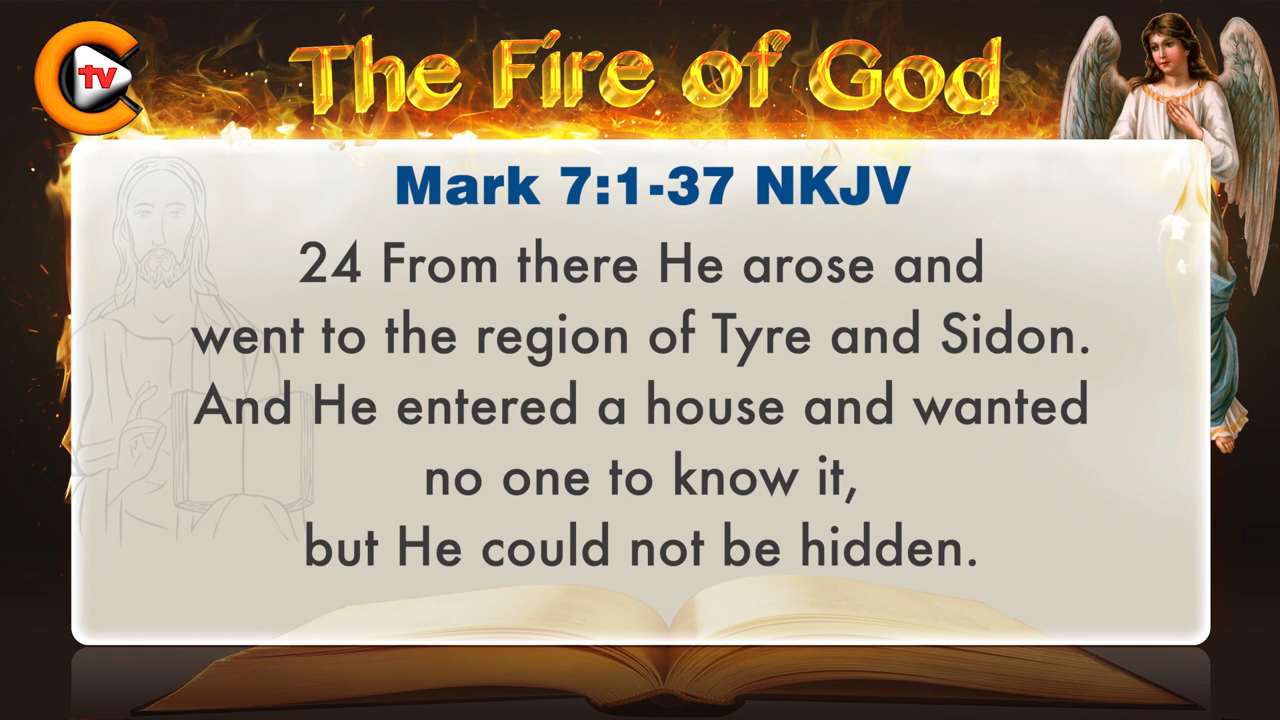 tv
The Fire of God
Mark 7:1-37 NKJV
24 From there He arose and
went to the region of Tyre and Sidon.
And He entered a house and wanted
no one to know it,
but He could not be hidden.